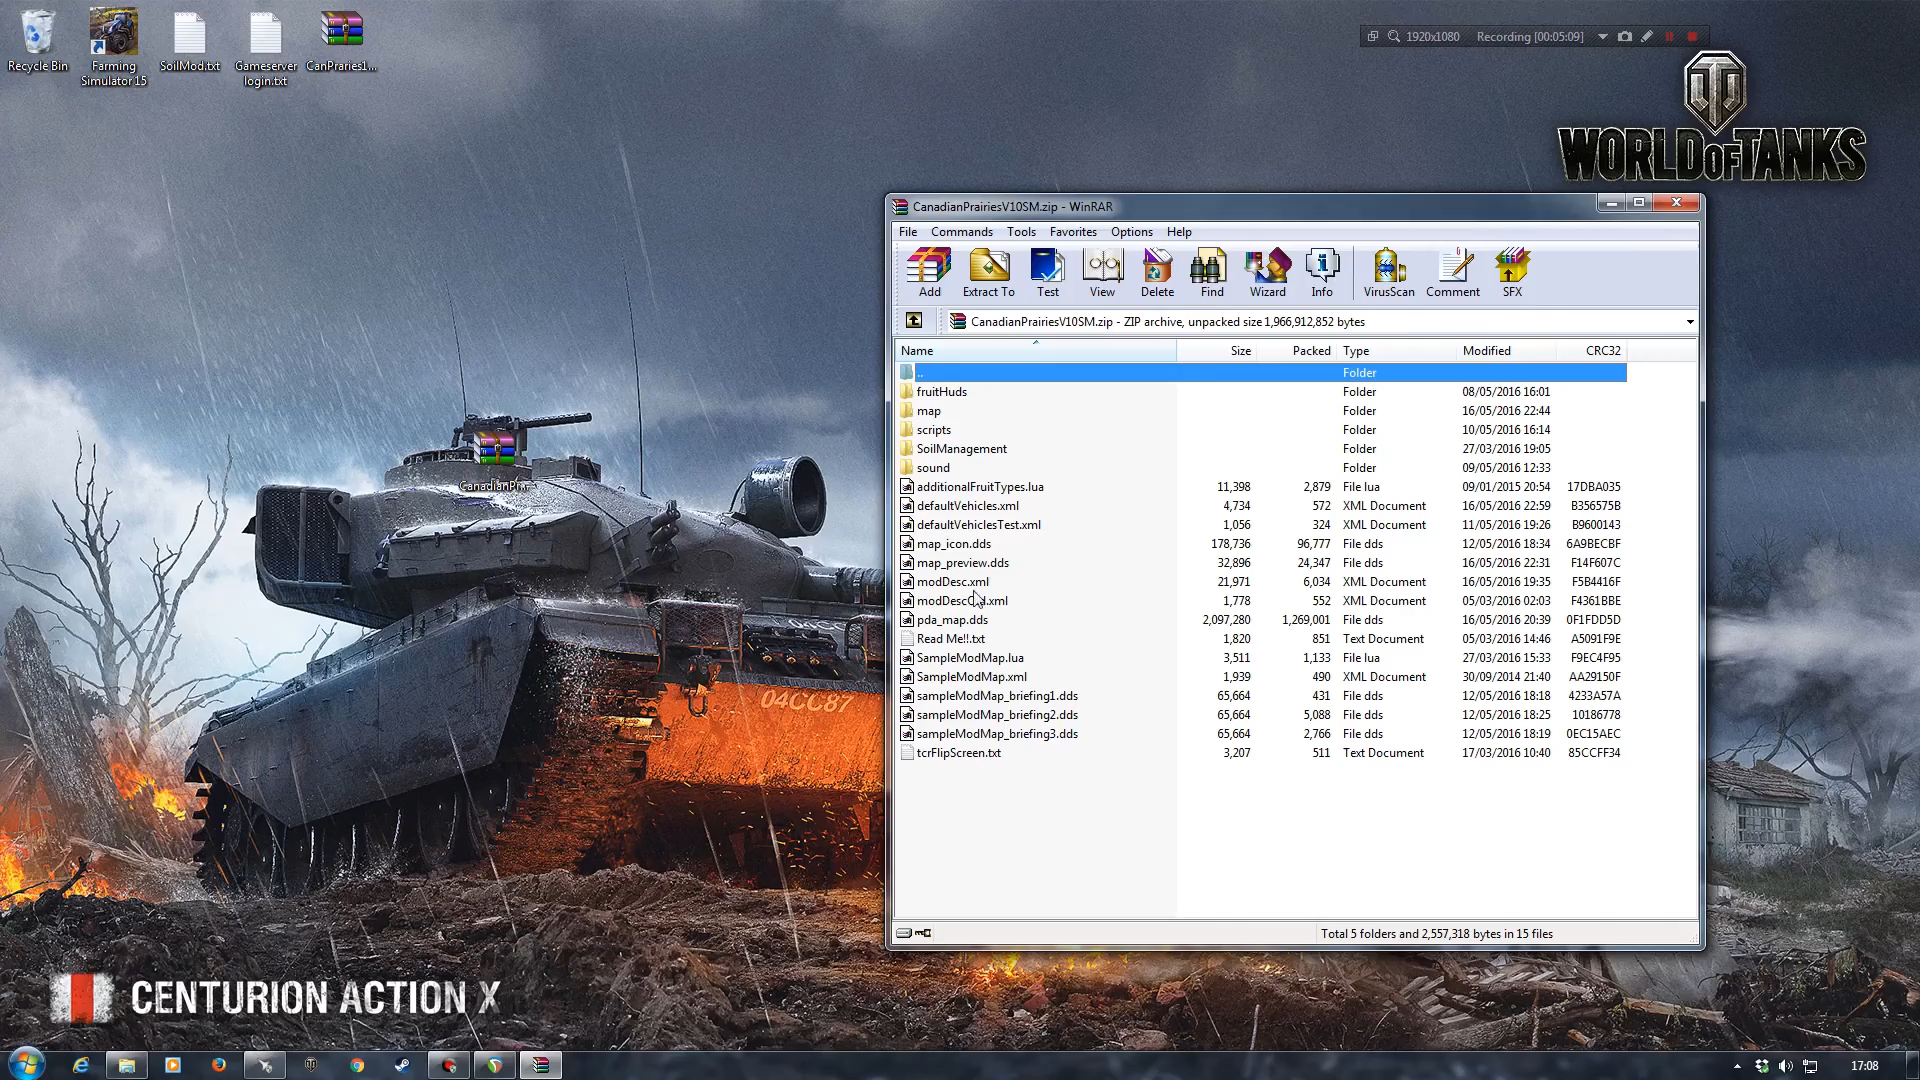 Recycle Bin
Farming
Simulator 15
SoilMod.txt
Gameserver
login.txt
CanPraries1...
1920x1080 Recording [00:05:09]
WORLD OF TANKS
CanadianPrairiesV10SM.zip - WinRAR
File Commands Tools Favorites Options Help
Add Extract To Test View Delete Find Wizard Info VirusScan Comment SFX
CanadianPrairiesV10SM.zip - ZIP archive, unpacked size 1,966,912,852 bytes
Name Size Packed Type Modified CRC32
.. Folder
fruitHuds Folder 08/05/2016 16:01
map Folder 16/05/2016 22:44
scripts Folder 10/05/2016 16:14
SoilManagement Folder 27/03/2016 19:05
sound Folder 09/05/2016 12:33
additionalFruitTypes.lua 11,398 2,879 File lua 09/01/2015 20:54 17DBA035
defaultVehicles.xml 4,734 572 XML Document 16/05/2016 22:59 B356575B
defaultVehiclesTest.xml 1,056 324 XML Document 11/05/2016 19:26 B9600143
map_icon.dds 178,736 96,777 File dds 12/05/2016 18:34 6A9BECBF
map_preview.dds 32,896 24,347 File dds 16/05/2016 22:31 F14F607C
modDesc.xml 21,971 6,034 XML Document 16/05/2016 19:35 F5B4416F
1,778 552 XML Document 05/03/2016 02:03 F4361BBE
pda_map.dds 2,097,280 1,269,001 File dds 16/05/2016 20:39 0F1FDD5D
Read Me!!.txt 1,820 851 Text Document 05/03/2016 14:46 A5091F9E
SampleModMap.lua 3,511 1,133 File lua 27/03/2016 15:33 F9EC4F95
SampleModMap.xml 1,939 490 XML Document 30/09/2014 21:40 AA29150F
sampleModMap_briefing1.dds 65,664 431 File dds 12/05/2016 18:18 4233A57A
sampleModMap_briefing2.dds 65,664 5,088 File dds 12/05/2016 18:25 10186778
sampleModMap_briefing3.dds 65,664 2,766 File dds 12/05/2016 18:19 0EC15AEC
tcrFlipScreen.txt 3,207 511 Text Document 17/03/2016 10:40 85CCFF34
Total 5 folders and 2,557,318 bytes in 15 files
04CC87
CENTURION ACTION X
17:08